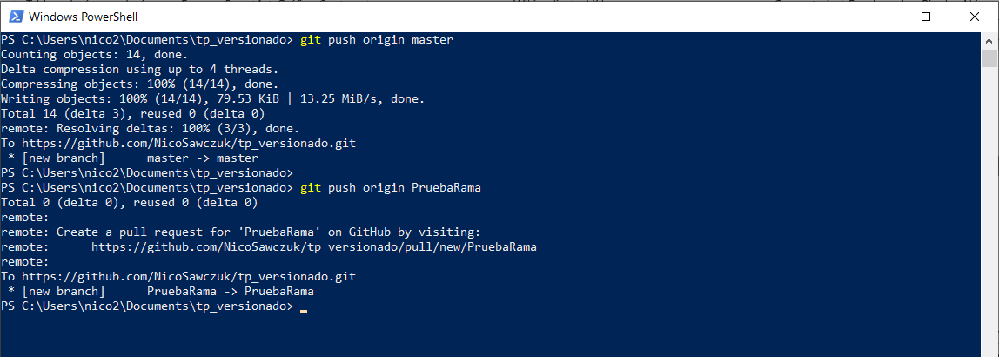 Windows PowerShell
PS C:\Users\nico2\Documents\tp_versionado> git push origin master
Counting objects: 14, done.
Delta compression using up to 4 threads.
Compressing objects: 100% (14/14), done.
Writing objects: 100% (14/14), 79.53 KiB | 13.25 MiB/s, done.
Total 14 (delta 3), reused 0 (delta 0)
remote: Resolving deltas: 100% (3/3), done.
To https://github.com/NicoSawczuk/tp_versionado.git
 * [new branch]      master -> master
PS C:\Users\nico2\Documents\tp_versionado>
PS C:\Users\nico2\Documents\tp_versionado> git push origin PruebaRama
Total 0 (delta 0), reused 0 (delta 0)
remote:
remote: Create a pull request for 'PruebaRama' on GitHub by visiting:
remote:      https://github.com/NicoSawczuk/tp_versionado/pull/new/PruebaRama
remote:
To https://github.com/NicoSawczuk/tp_versionado.git
 * [new branch]      PruebaRama -> PruebaRama
PS C:\Users\nico2\Documents\tp_versionado>